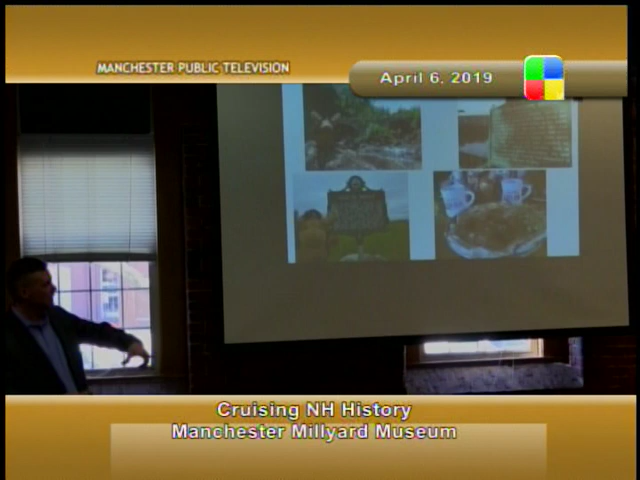 MANCHESTER PUBLIC TELEVISION
April 6, 2019
Cruising NH History
Manchester Millyard Museum